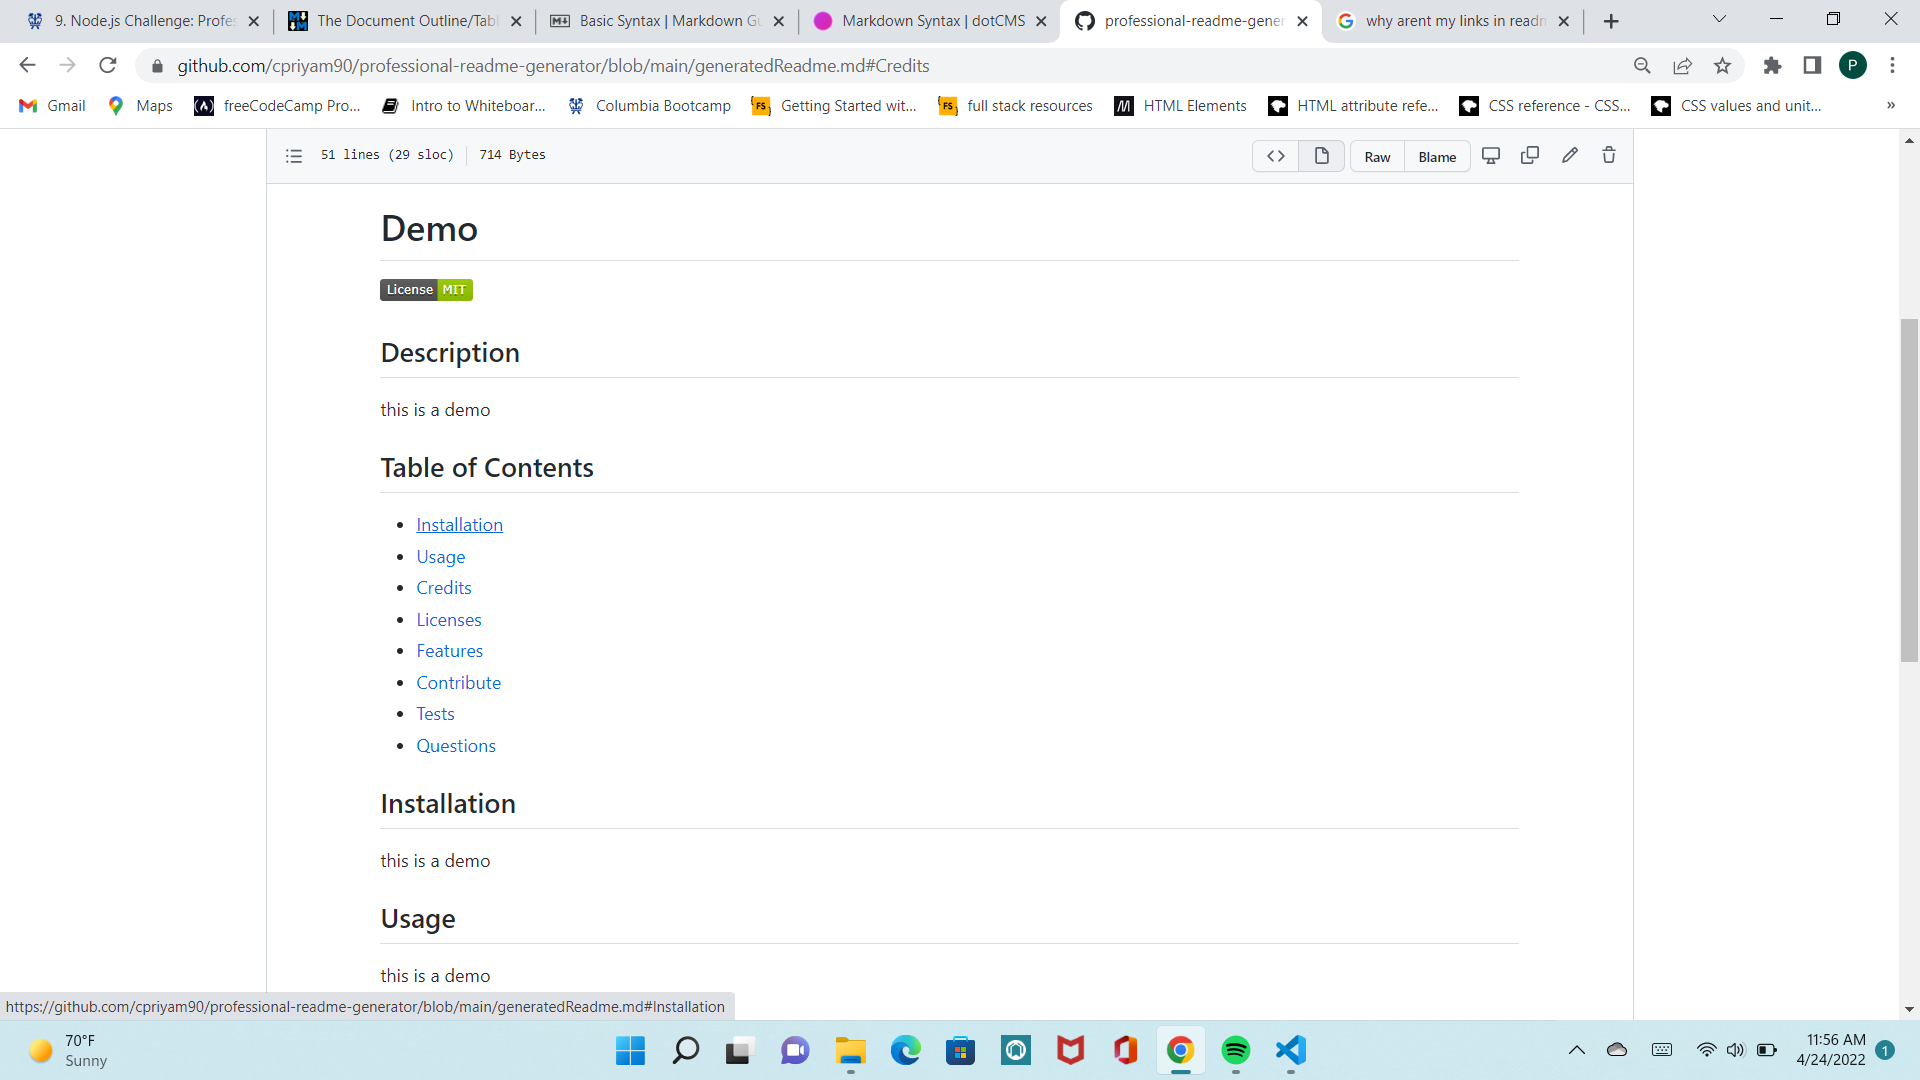 9. Node.js Challenge: Profes
The Document Outline/Tabl
Basic Syntax | Markdown Gu
Markdown Syntax | dotCMS
professional-readme-gener
why arent my links in readm
github.com/cpriyam90/professional-readme-generator/blob/main/generatedReadme.md#Credits
P
Gmail
Maps
freeCodeCamp Pro...
Intro to Whiteboar...
Columbia Bootcamp
Getting Started wit...
full stack resources
HTML Elements
HTML attribute refe...
CSS reference - CSS...
CSS values and unit...
»
51 lines (29 sloc)
714 Bytes
Raw
Blame
Demo
License MIT
Description
this is a demo
Table of Contents
Installation
Usage
Credits
Licenses
Features
Contribute
Tests
Questions
Installation
this is a demo
Usage
this is a demo
https://github.com/cpriyam90/professional-readme-generator/blob/main/generatedReadme.md#Installation
70°F
Sunny
11:56 AM
4/24/2022
1